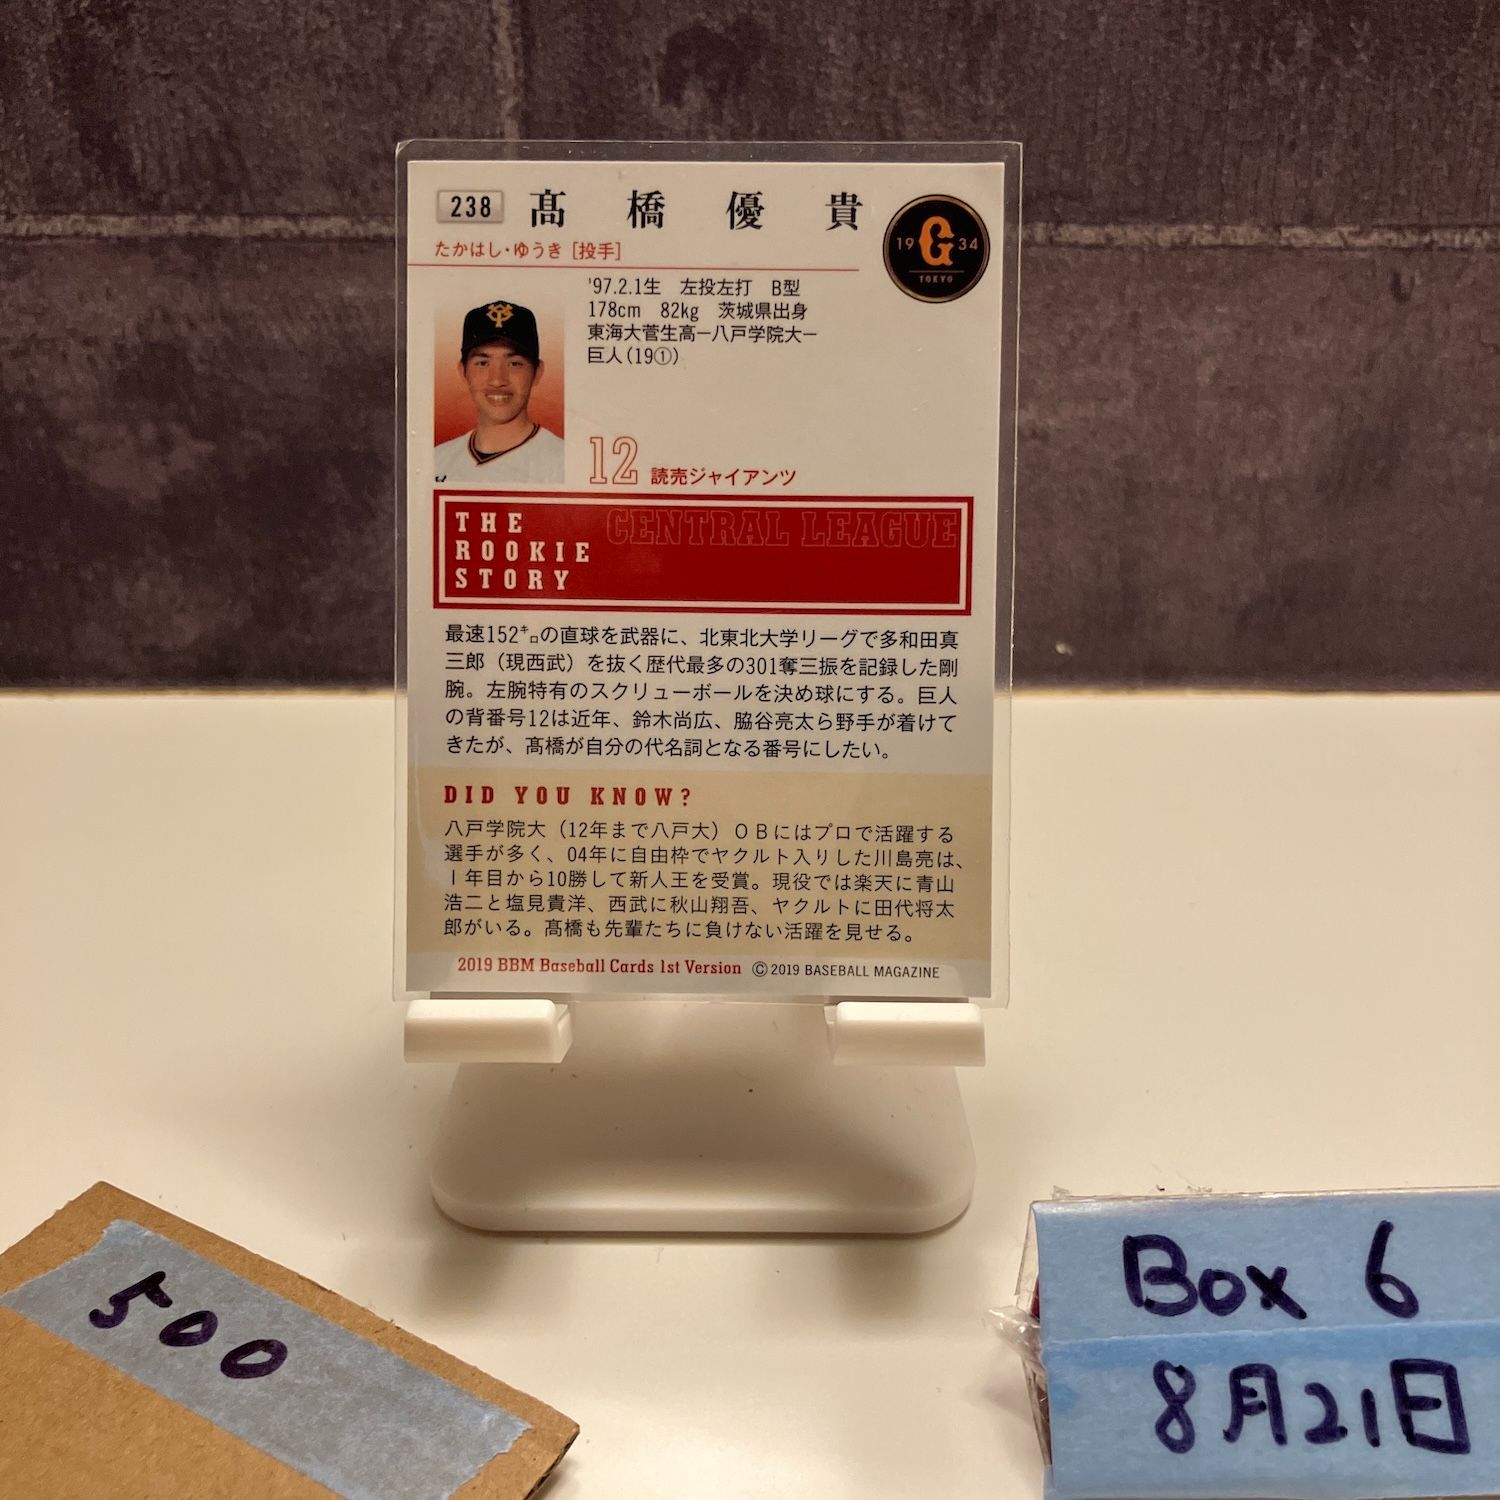 238 髙橋優貴
たかはし・ゆうき [投手]
19 G 34
TOKYO
'97.2.1生 左投左打 B型
178cm 82kg 茨城県出身
東海大菅生高ー八戸学院大ー
巨人(19①)
12 読売ジャイアンツ
CENTRAL LEAGUE
THE
ROOKIE
STORY
最速152㌔の直球を武器に、北東北大学リーグで多和田真
三郎（現西武）を抜く歴代最多の301奪三振を記録した剛
腕。左腕特有のスクリューボールを決め球にする。巨人
の背番号12は近年、鈴木尚広、脇谷亮太ら野手が着けて
きたが、髙橋が自分の代名詞となる番号にしたい。
DID YOU KNOW?
八戸学院大（12年まで八戸大）ＯＢにはプロで活躍する
選手が多く、04年に自由枠でヤクルト入りした川島亮は、
1年目から10勝して新人王を受賞。現役では楽天に青山
浩二と塩見貴洋、西武に秋山翔吾、ヤクルトに田代将太
郎がいる。髙橋も先輩たちに負けない活躍を見せる。
2019 BBM Baseball Cards 1st Version ©2019 BASEBALL MAGAZINE
500
Box 6
8月21日